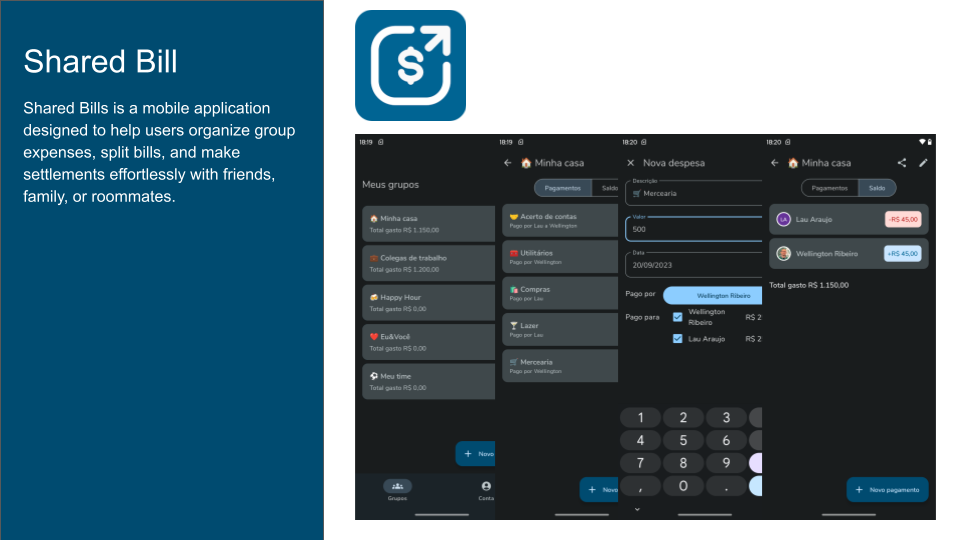 Shared Bill
Shared Bills is a mobile application
designed to help users organize group
expenses, split bills, and make
settlements effortlessly with friends,
family, or roommates.
$
18:19
Meus grupos
Minha casa
Total gasto R$ 1.150,00
Colegas de trabalho
Total gasto R$ 1.200,00
Happy Hour
Total gasto R$ 0,00
Eu&Você!
Total gasto R$ 0,00
Meu time
Total gasto R$ 0,00
+ Novo
Grupos
Conta
18:19
Minha casa
Pagamentos
Saldo
Acerto de contas
Pago por Lau a Wellington
Utilitários
Pago por Wellington
Compras
Pago por Lau
Lazer
Pago por Lau
Mercearia
Pago por Wellington
+ Novo
18:20
Nova despesa
Descrição
Mercearia
Valor
500
Data
20/09/2023
Pago por
Wellington Ribeiro
Pago para
Wellington
Ribeiro
R$ 2
Lau Araujo
R$ 2
1 2 3
4 5 6
7 8 9
, 0 .
18:20
Minha casa
Pagamentos
Saldo
LA
Lau Araujo
-R$ 45,00
Wellington Ribeiro
+R$ 45,00
Total gasto R$ 1.150,00
+ Novo pagamento